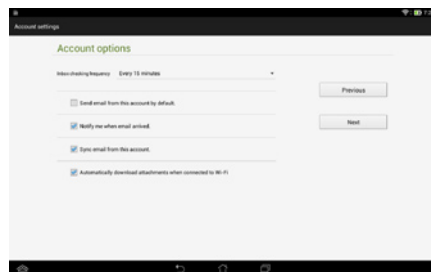 Account settings
Account options
Inbox checking frequency Every 15 minutes
Previous
Send email from this account by default.
Next
Notify me when email arrived.
Sync email from this account.
Automatically download attachments when connected to Wi-Fi